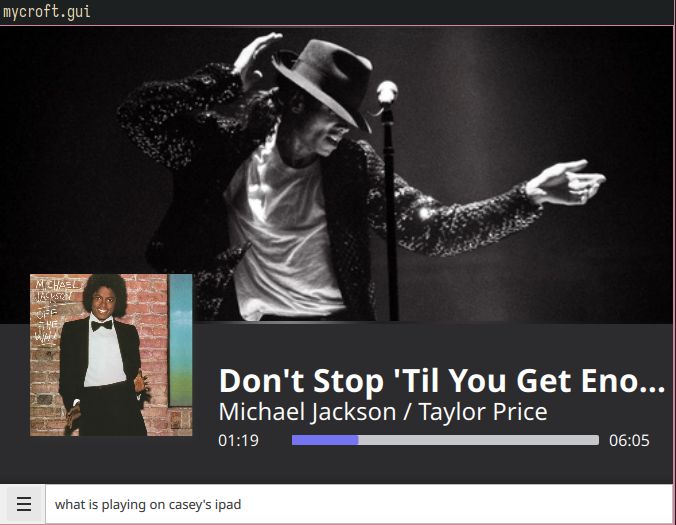 mycroft.gui
MICHAEL
JACKSON
OFF
THE
WALL
Don't Stop 'Til You Get Eno...
Michael Jackson / Taylor Price
01:19
06:05
what is playing on casey's ipad